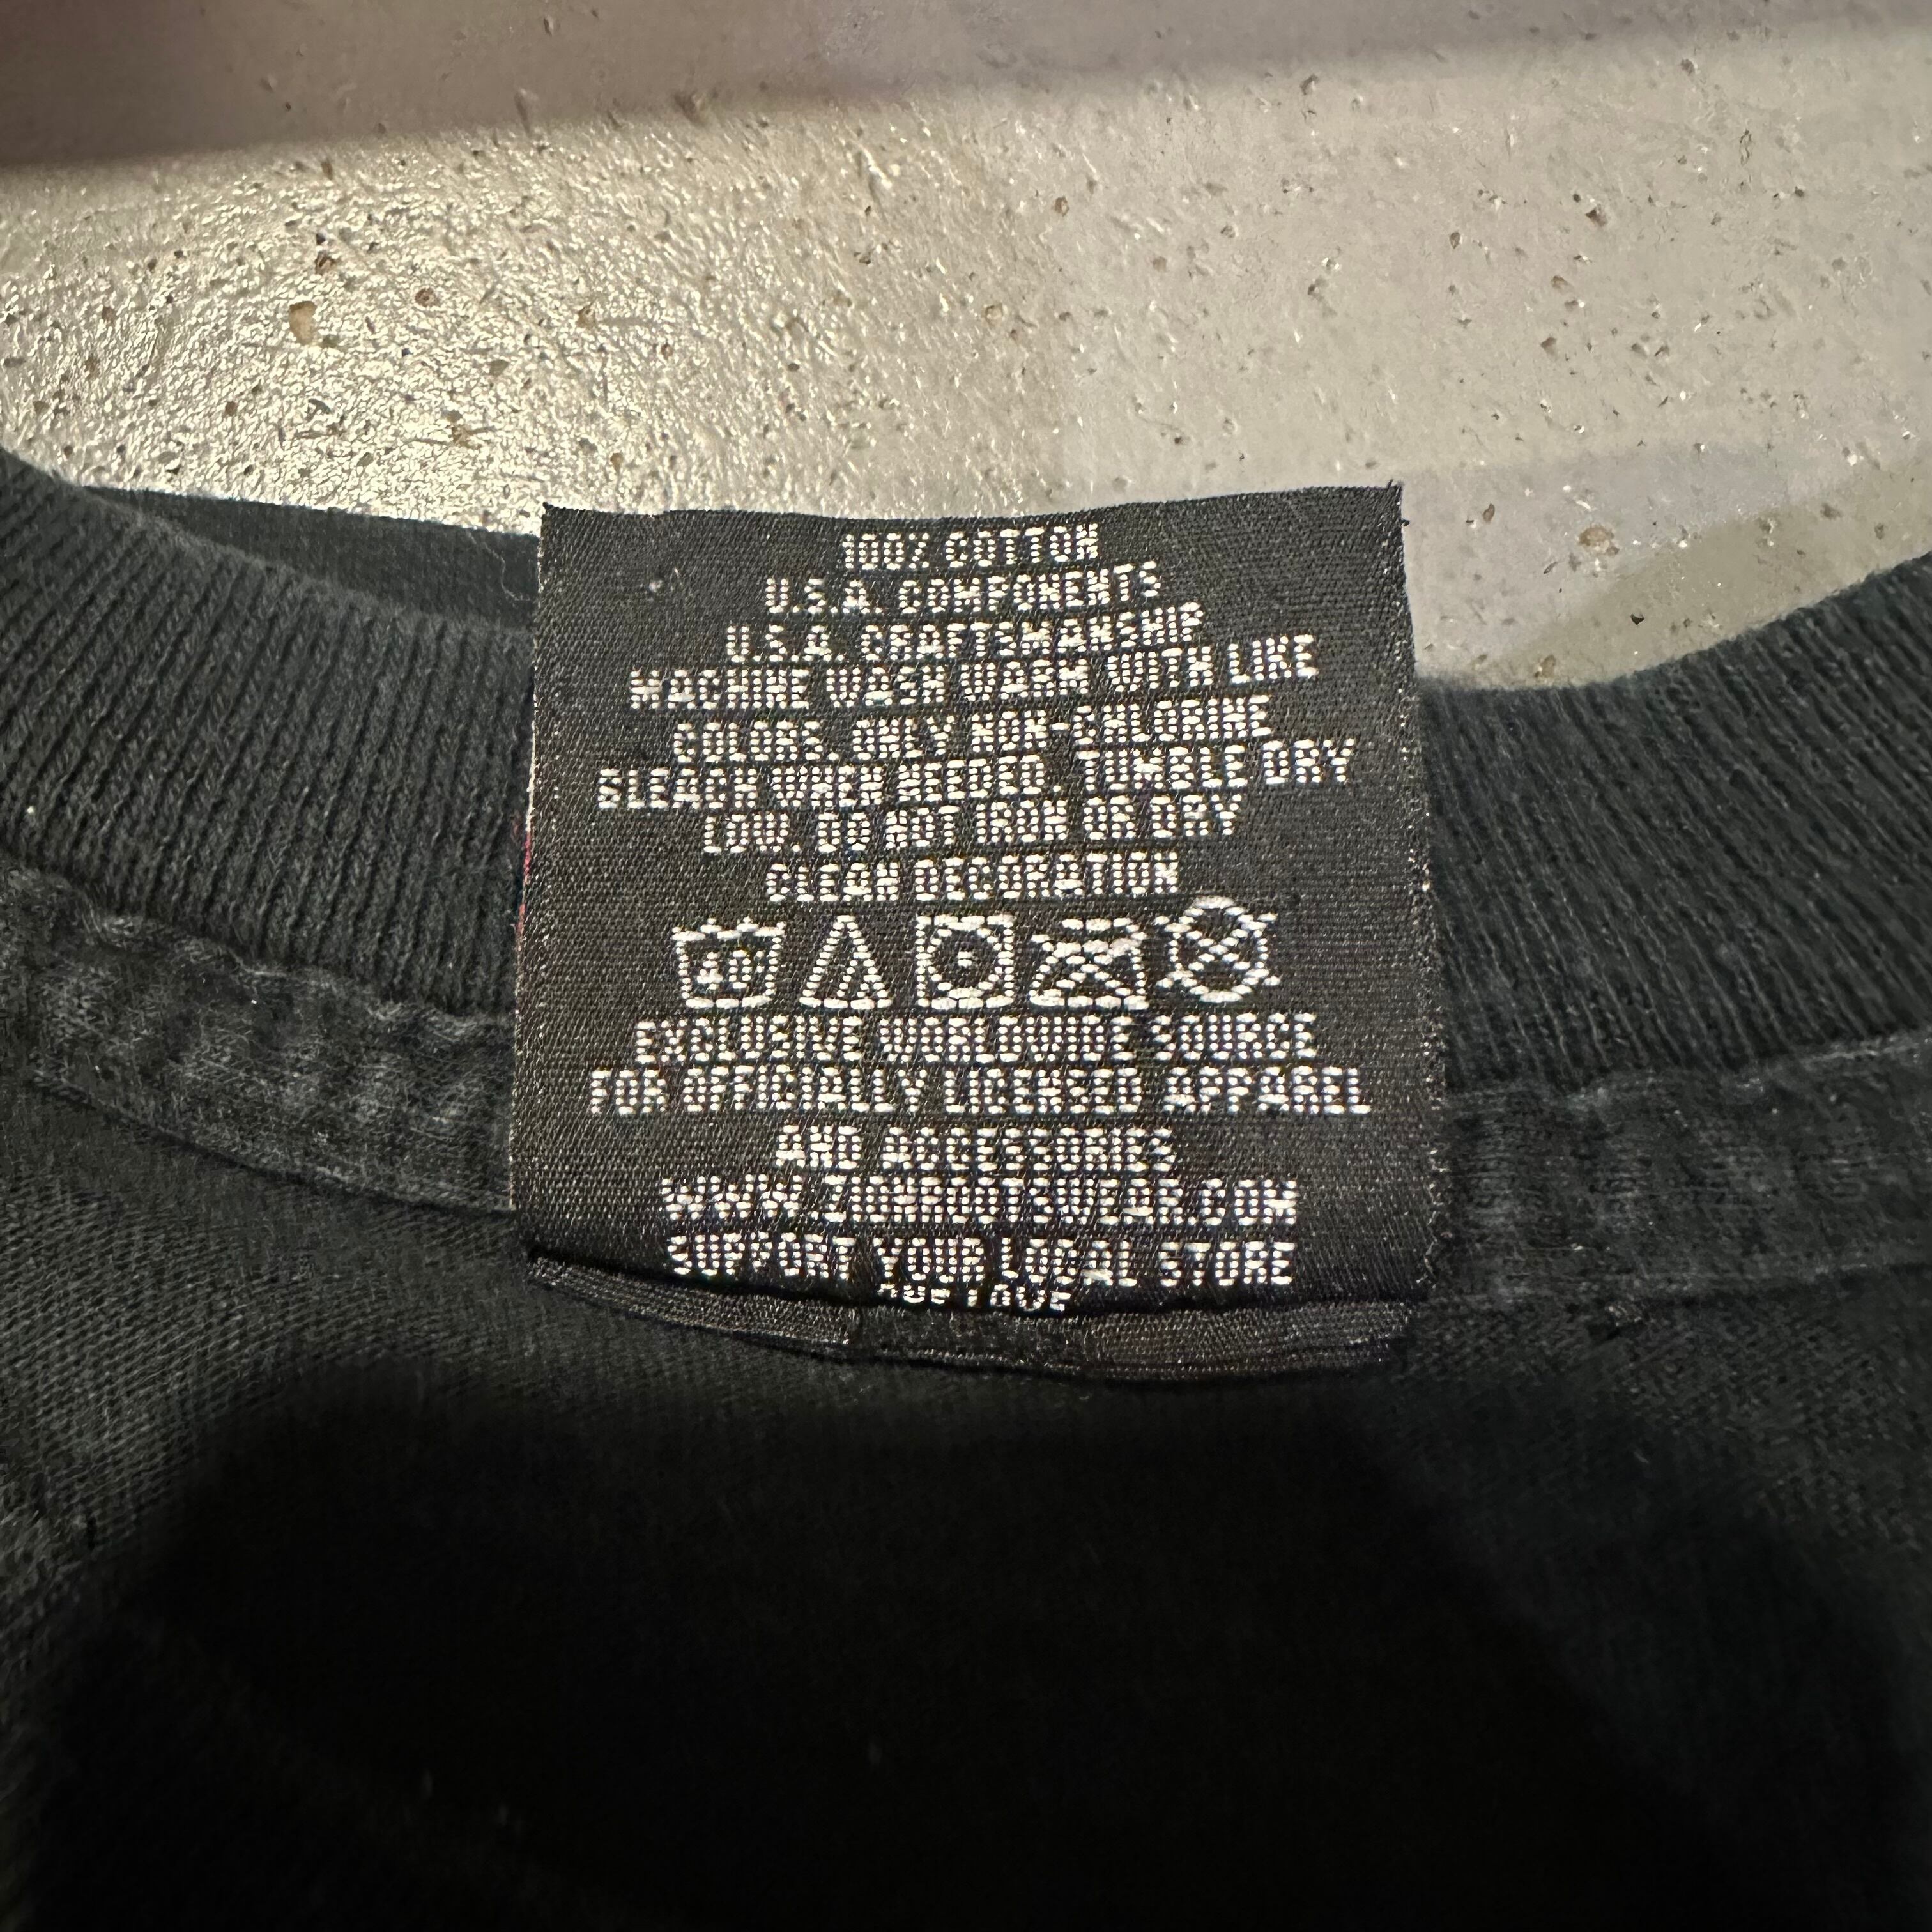 100% COTTON
U.S.A. COMPONENTS
U.S.A. CRAFTSMANSHIP
MACHINE WASH WARM WITH LIKE
COLORS. ONLY NON-CHLORINE
BLEACH WHEN NEEDED. TUMBLE DRY
LOW. DO NOT IRON OR DRY
CLEAN DECORATION
40°
EXCLUSIVE WORLDWIDE SOURCE
FOR OFFICIALLY LICENSED APPAREL
AND ACCESSORIES
WWW.ZIONROOTSWEAR.COM
SUPPORT YOUR LOCAL STORE
ONE LOVE